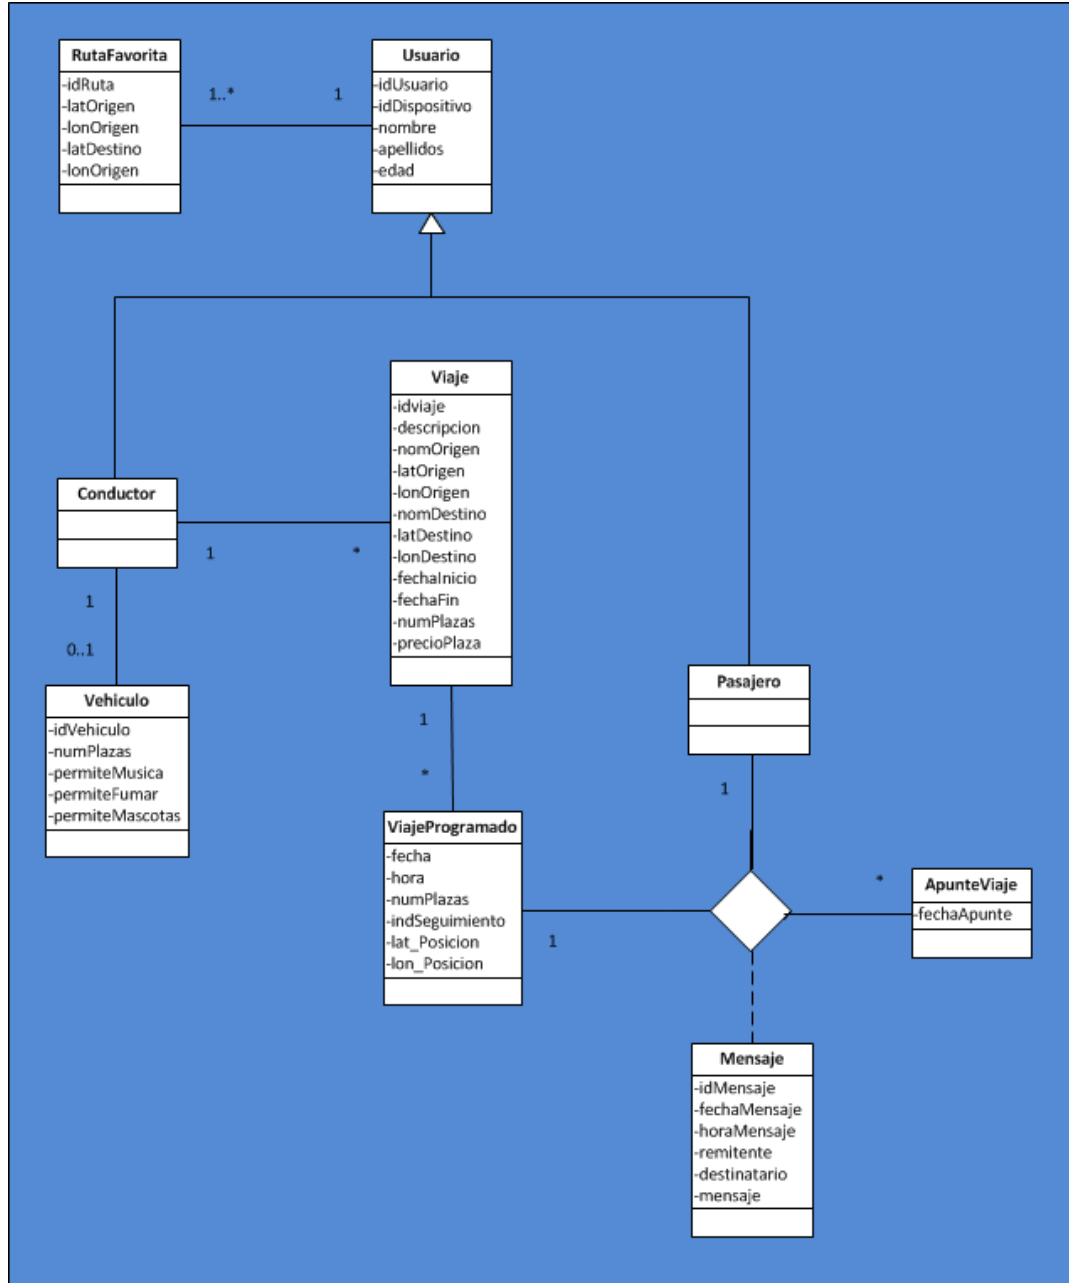 RutaFavorita
-idRuta
-latOrigen
-lonOrigen
-latDestino
-lonOrigen
1..*
1
Usuario
-idUsuario
-idDispositivo
-nombre
-apellidos
-edad
Viaje
-idviaje
-descripcion
-nomOrigen
-latOrigen
-lonOrigen
-nomDestino
-latDestino
-lonDestino
-fechaInicio
-fechaFin
-numPlazas
-precioPlaza
Conductor
1
*
1
0..1
Vehiculo
-idVehiculo
-numPlazas
-permiteMusica
-permiteFumar
-permiteMascotas
1
*
Pasajero
1
ViajeProgramado
-fecha
-hora
-numPlazas
-indSeguimiento
-lat_Posicion
-lon_Posicion
1
*
ApunteViaje
-fechaApunte
Mensaje
-idMensaje
-fechaMensaje
-horaMensaje
-remitente
-destinatario
-mensaje